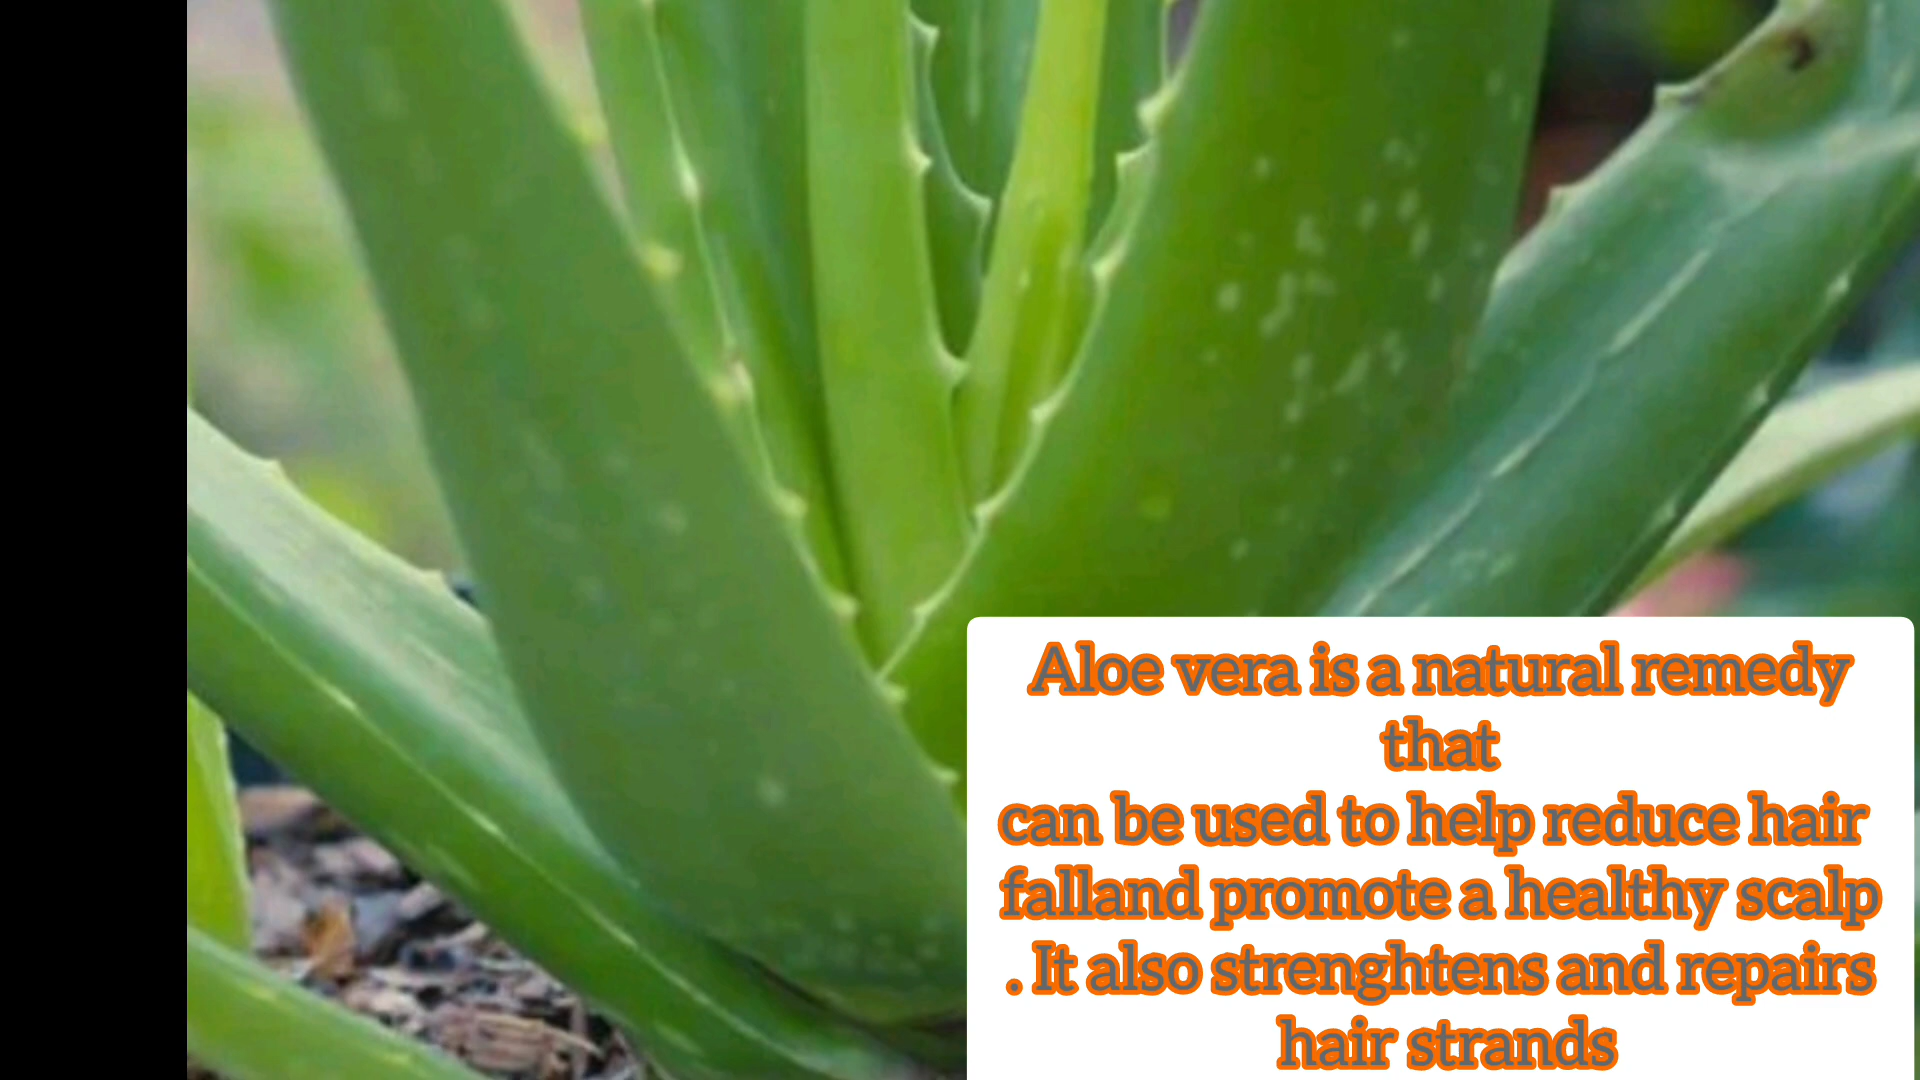 Aloe vera is a natural remedy
that
can be used to help reduce hair
falland promote a healthy scalp
. It also strenghtens and repairs
hair strands